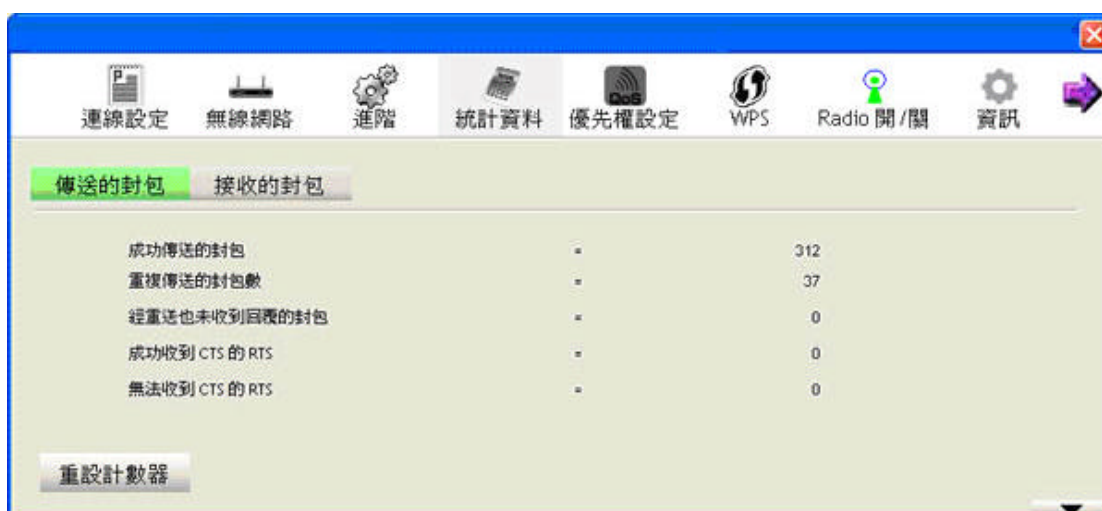 連線設定 無線網路 進階 統計資料 優先權設定 WPS Radio 開/關 資訊
QoS
傳送的封包 接收的封包
成功傳送的封包 = 312
重複傳送的封包數 = 37
經重送也未收到回覆的封包 = 0
成功收到 CTS 的 RTS = 0
無法收到 CTS 的 RTS = 0
重設計數器